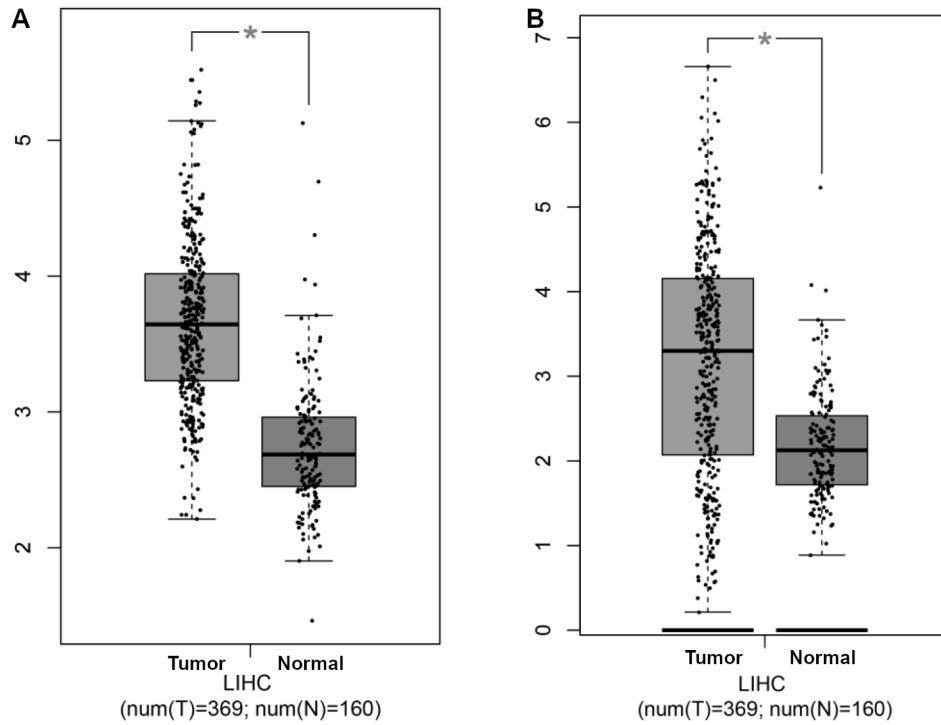 A
*
5
4
3
2
Tumor Normal
LIHC
(num(T)=369; num(N)=160)
B
*
7
6
5
4
3
2
1
0
Tumor Normal
LIHC
(num(T)=369; num(N)=160)